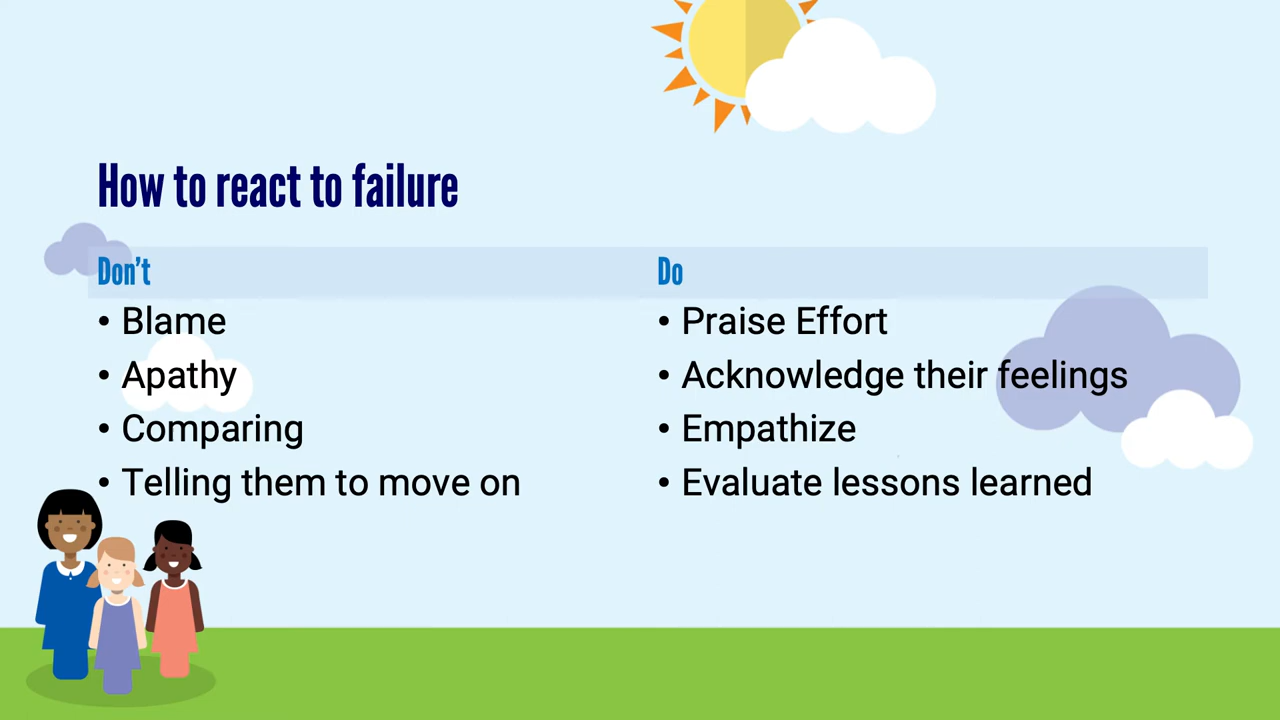 How to react to failure
Don't
Do
• Blame
• Apathy
• Comparing
• Telling them to move on
• Praise Effort
• Acknowledge their feelings
• Empathize
• Evaluate lessons learned